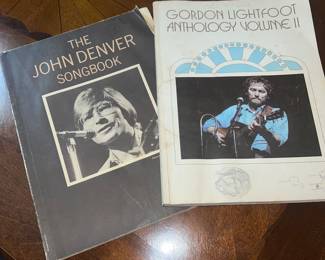 THE
JOHN DENVER
SONGBOOK
GORDON LIGHTFOOT
ANTHOLOGY VOLUME II